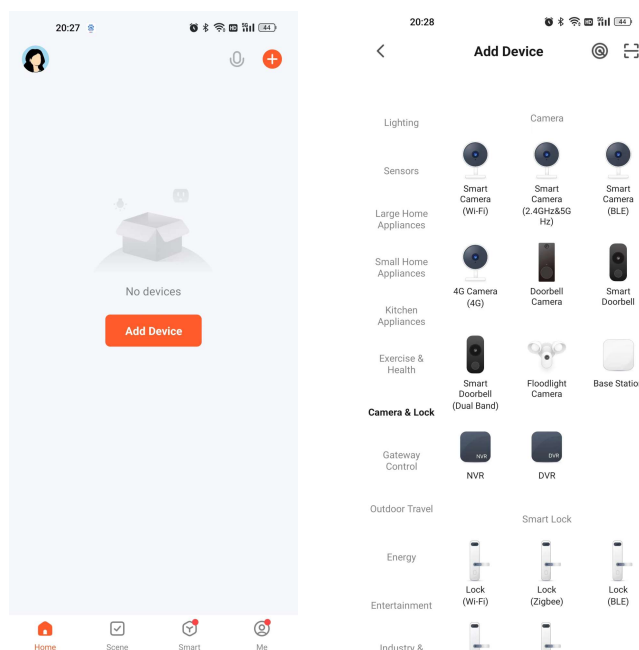 20:27
44
No devices
Add Device
Home
Scene
Smart
Me
20:28
44
Add Device
Lighting
Sensors
Large Home
Appliances
Small Home
Appliances
Kitchen
Appliances
Exercise &
Health
Camera & Lock
Gateway
Control
Outdoor Travel
Energy
Entertainment
Industry &
Camera
Smart
Camera
(Wi-Fi)
Smart
Camera
(2.4GHz&5G
Hz)
Smart
Camera
(BLE)
4G Camera
(4G)
Doorbell
Camera
Smart
Doorbell
Smart
Doorbell
(Dual Band)
Floodlight
Camera
Base Statio
NVR
NVR
DVR
DVR
Smart Lock
Lock
(Wi-Fi)
Lock
(Zigbee)
Lock
(BLE)